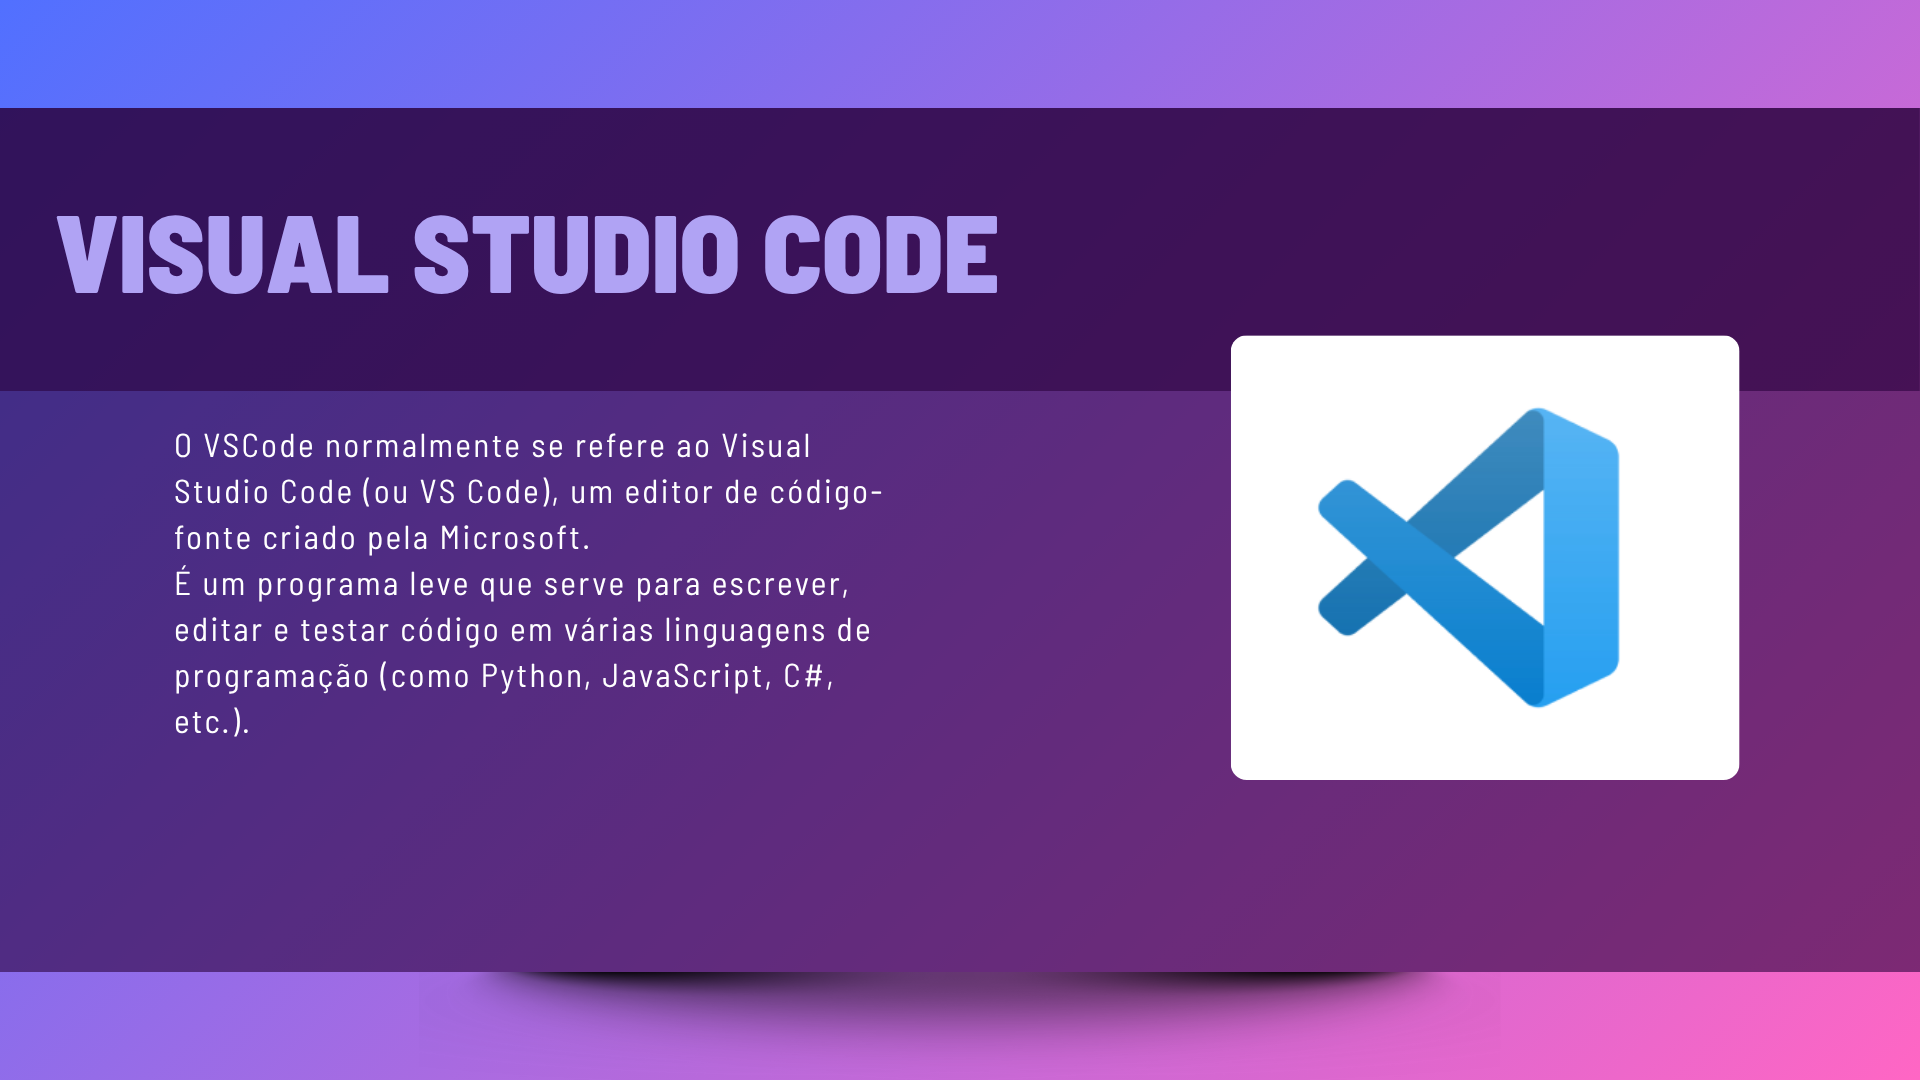 VISUAL STUDIO CODE
O VSCode normalmente se refere ao Visual
Studio Code (ou VS Code), um editor de código-
fonte criado pela Microsoft.
É um programa leve que serve para escrever,
editar e testar código em várias linguagens de
programação (como Python, JavaScript, C#,
etc.).